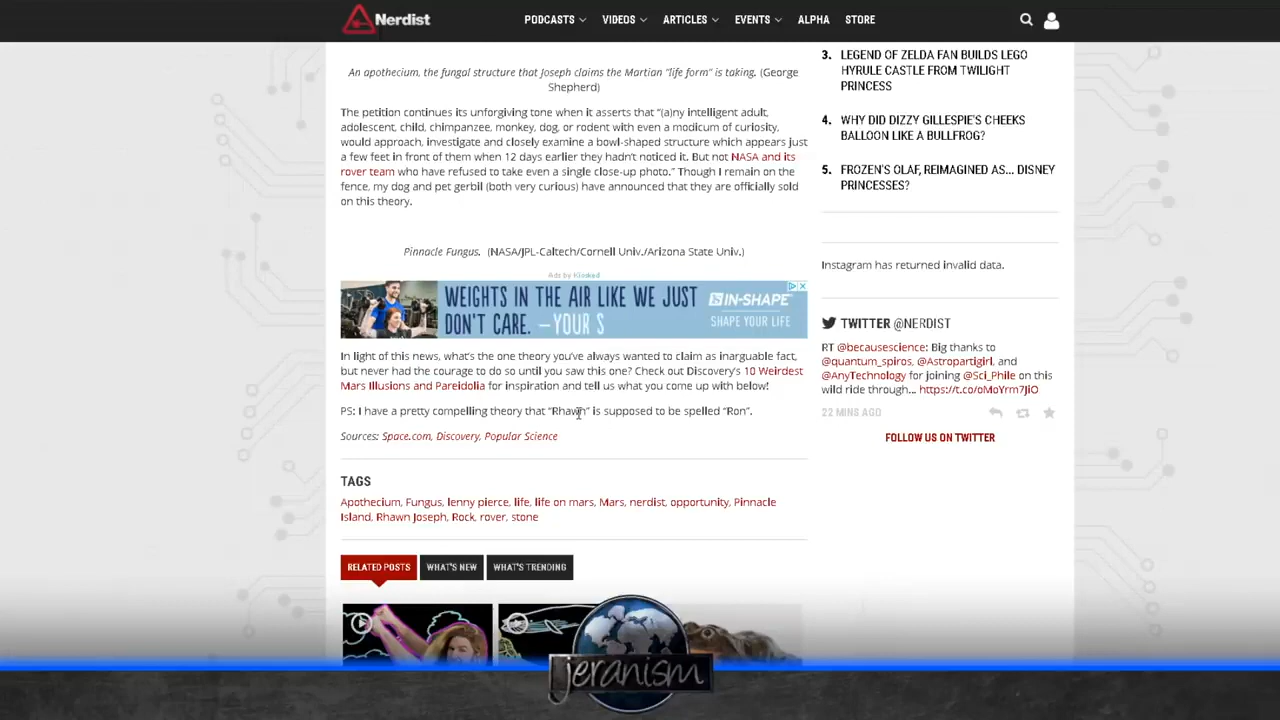 Nerdist
PODCASTS VIDEOS ARTICLES EVENTS ALPHA STORE
An apothecium, the fungal structure that Joseph claims the Martian "life form" is taking. (George
Shepherd)
The petition continues its unforgiving tone when it asserts that "(a)ny intelligent adult,
adolescent, child, chimpanzee, monkey, dog, or rodent with even a modicum of curiosity,
would approach, investigate and closely examine a bowl-shaped structure which appears just
a few feet in front of them when 12 days earlier they hadn't noticed it. But not NASA and its
rover team who have refused to take even a single close-up photo." Though I remain on the
fence, my dog and pet gerbil (both very curious) have announced that they are officially sold
on this theory.
Pinnacle Fungus. (NASA/JPL-Caltech/Cornell Univ./Arizona State Univ.)
Ads by Kiosked
WEIGHTS IN THE AIR LIKE WE JUST
DON'T CARE. –YOUR S
IN-SHAPE
SHAPE YOUR LIFE
In light of this news, what's the one theory you've always wanted to claim as inarguable fact,
but never had the courage to do so until you saw this one? Check out Discovery's 10 Weirdest
Mars Illusions and Pareidolia for inspiration and tell us what you come up with below!
PS: I have a pretty compelling theory that "Rhawn" is supposed to be spelled "Ron".
Sources: Space.com, Discovery, Popular Science
TAGS
Apothecium, Fungus, lenny pierce, life, life on mars, Mars, nerdist, opportunity, Pinnacle
Island, Rhawn Joseph, Rock, rover, stone
RELATED POSTS WHAT'S NEW WHAT'S TRENDING
3. LEGEND OF ZELDA FAN BUILDS LEGO
HYRULE CASTLE FROM TWILIGHT
PRINCESS
4. WHY DID DIZZY GILLESPIE'S CHEEKS
BALLOON LIKE A BULLFROG?
5. FROZEN'S OLAF, REIMAGINED AS... DISNEY
PRINCESSES?
Instagram has returned invalid data.
TWITTER @NERDIST
RT @becausescience: Big thanks to
@quantum_spiros, @Astropartigirl, and
@AnyTechnology for joining @Sci_Phile on this
wild ride through... https://t.co/oMoYrm7JiO
22 MINS AGO
FOLLOW US ON TWITTER
jeranism